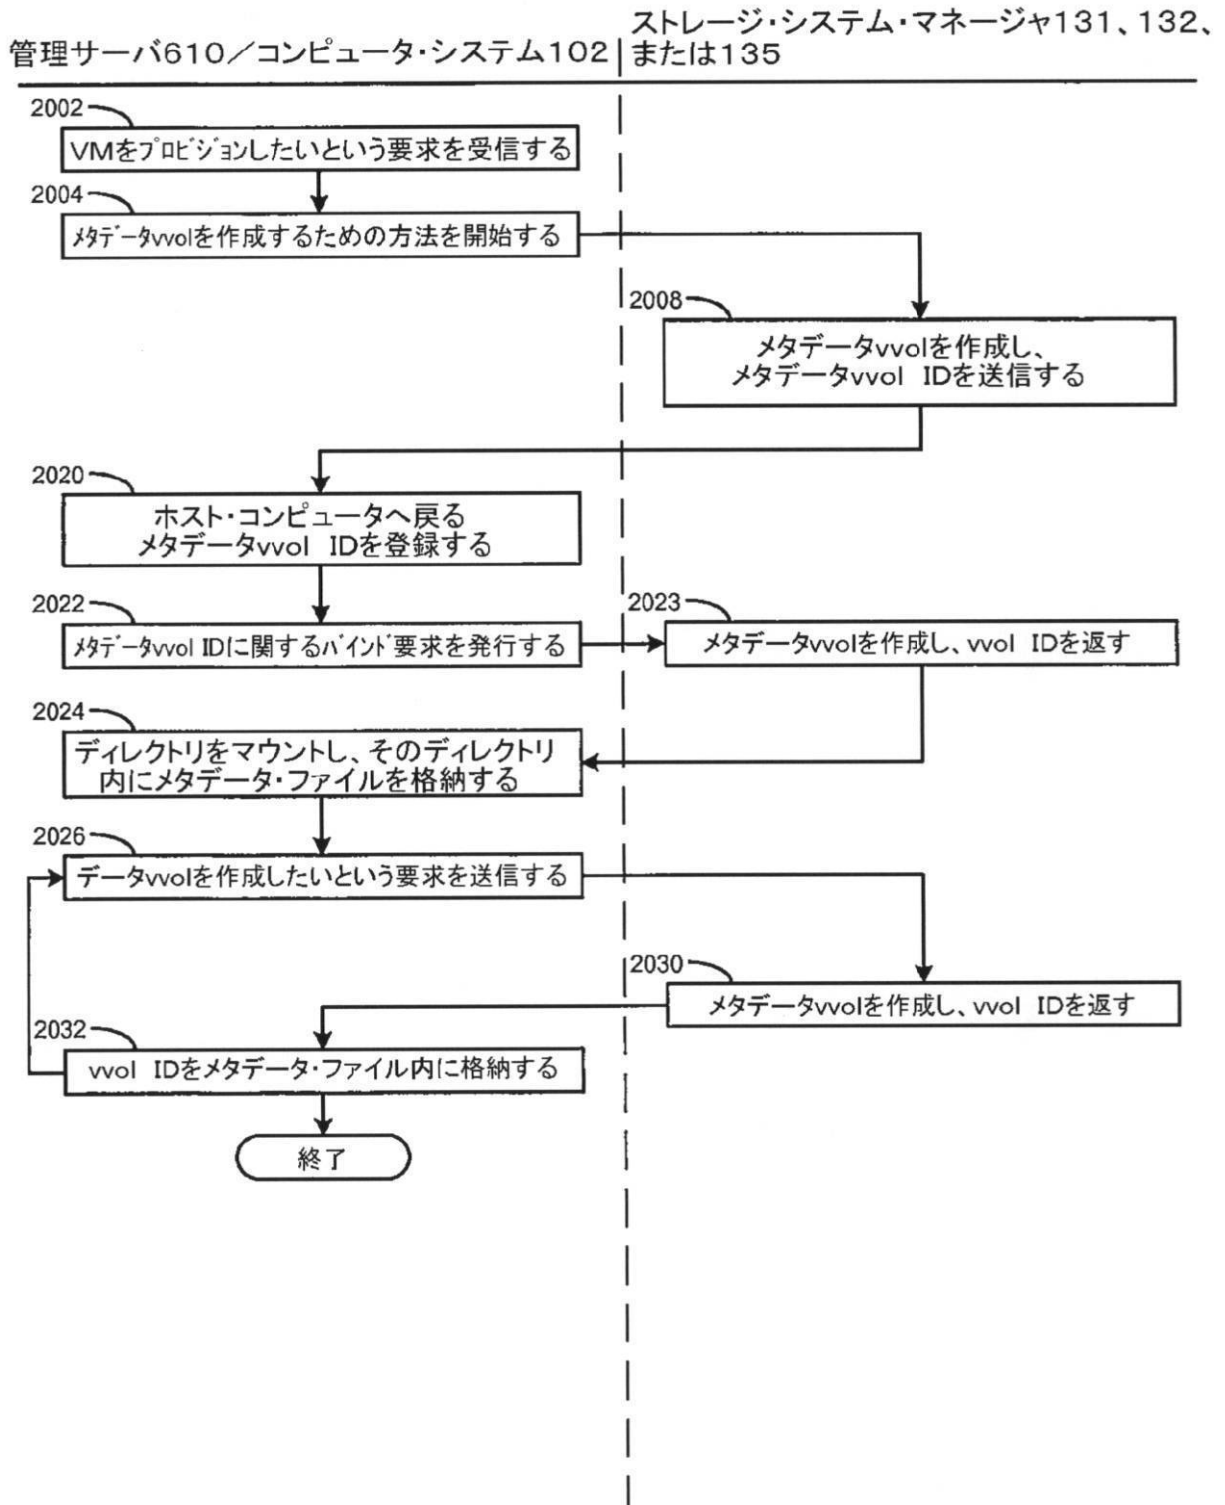 管理サーバ610／コンピュータ・システム102
ストレージ・システム・マネージャ131、132、
または135
2002
VMをプロビジョンしたいという要求を受信する
2004
メタデータvvolを作成するための方法を開始する
2008
メタデータvvolを作成し、
メタデータvvol IDを送信する
2020
ホスト・コンピュータへ戻る
メタデータvvol IDを登録する
2022
メタデータvvol IDに関するバインド要求を発行する
2023
メタデータvvolを作成し、vvol IDを返す
2024
ディレクトリをマウントし、そのディレクトリ
内にメタデータ・ファイルを格納する
2026
データvvolを作成したいという要求を送信する
2030
メタデータvvolを作成し、vvol IDを返す
2032
vvol IDをメタデータ・ファイル内に格納する
終了